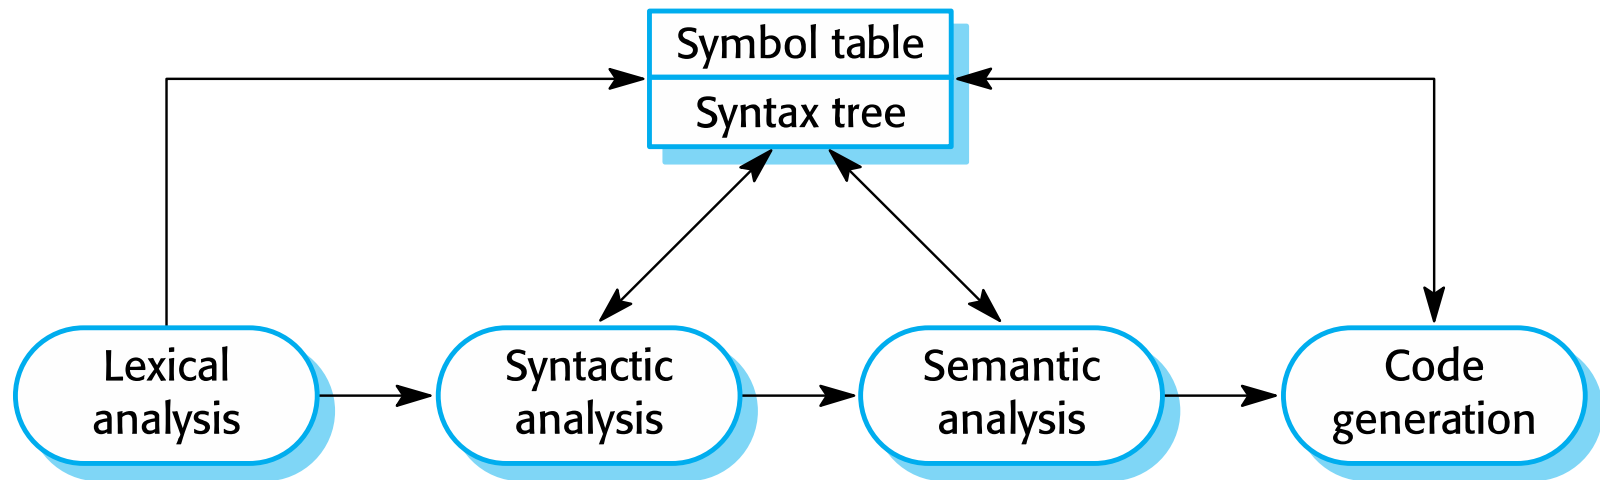 Symbol table
Syntax tree
Lexical
analysis
Syntactic
analysis
Semantic
analysis
Code
generation